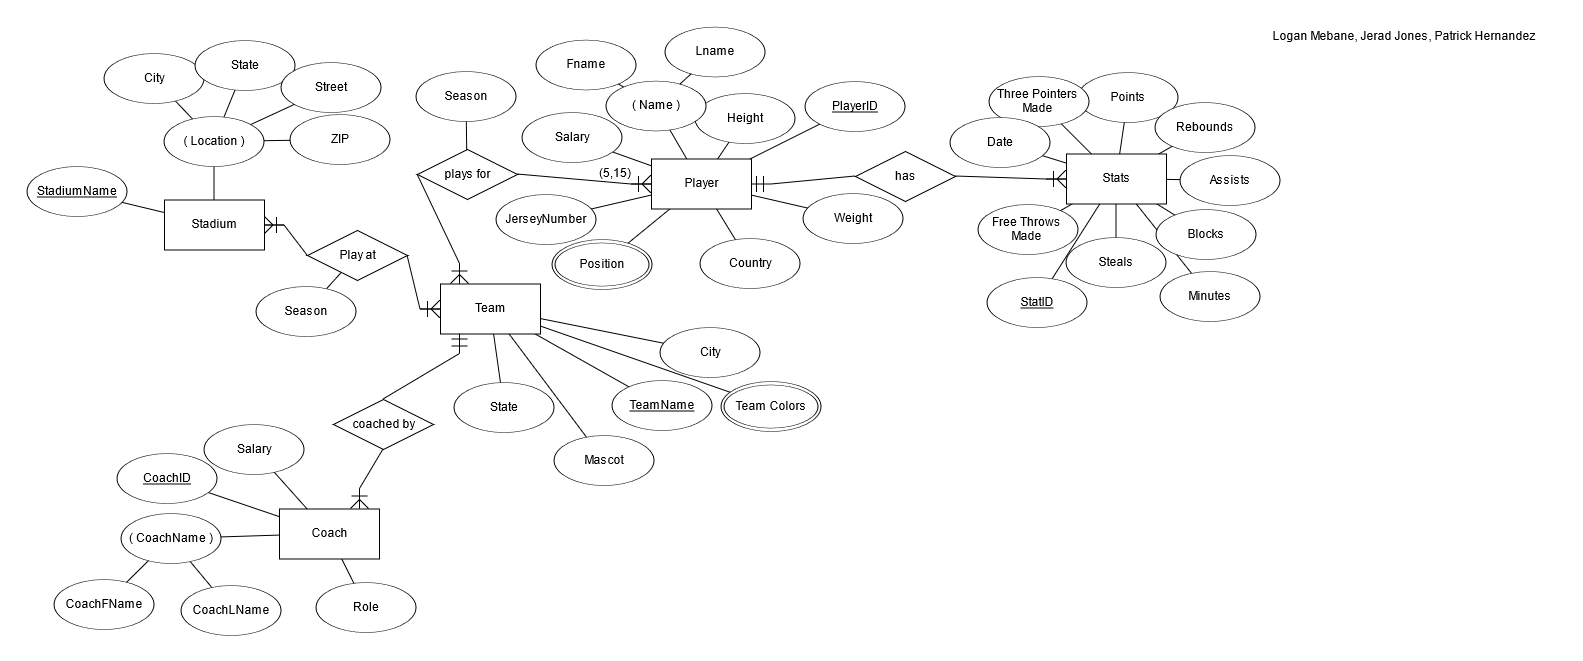 Logan Mebane, Jerad Jones, Patrick Hernandez
City
State
Street
( Location )
ZIP
StadiumName
Stadium
Play at
Season
Season
plays for
(5,15)
Fname
Lname
( Name )
Height
PlayerID
Salary
Player
JerseyNumber
Position
Country
Weight
has
Three Pointers
Made
Points
Rebounds
Date
Stats
Assists
Free Throws
Made
Blocks
Steals
StatID
Minutes
Team
City
State
TeamName
Team Colors
Mascot
coached by
Salary
CoachID
( CoachName )
Coach
CoachFName
CoachLName
Role